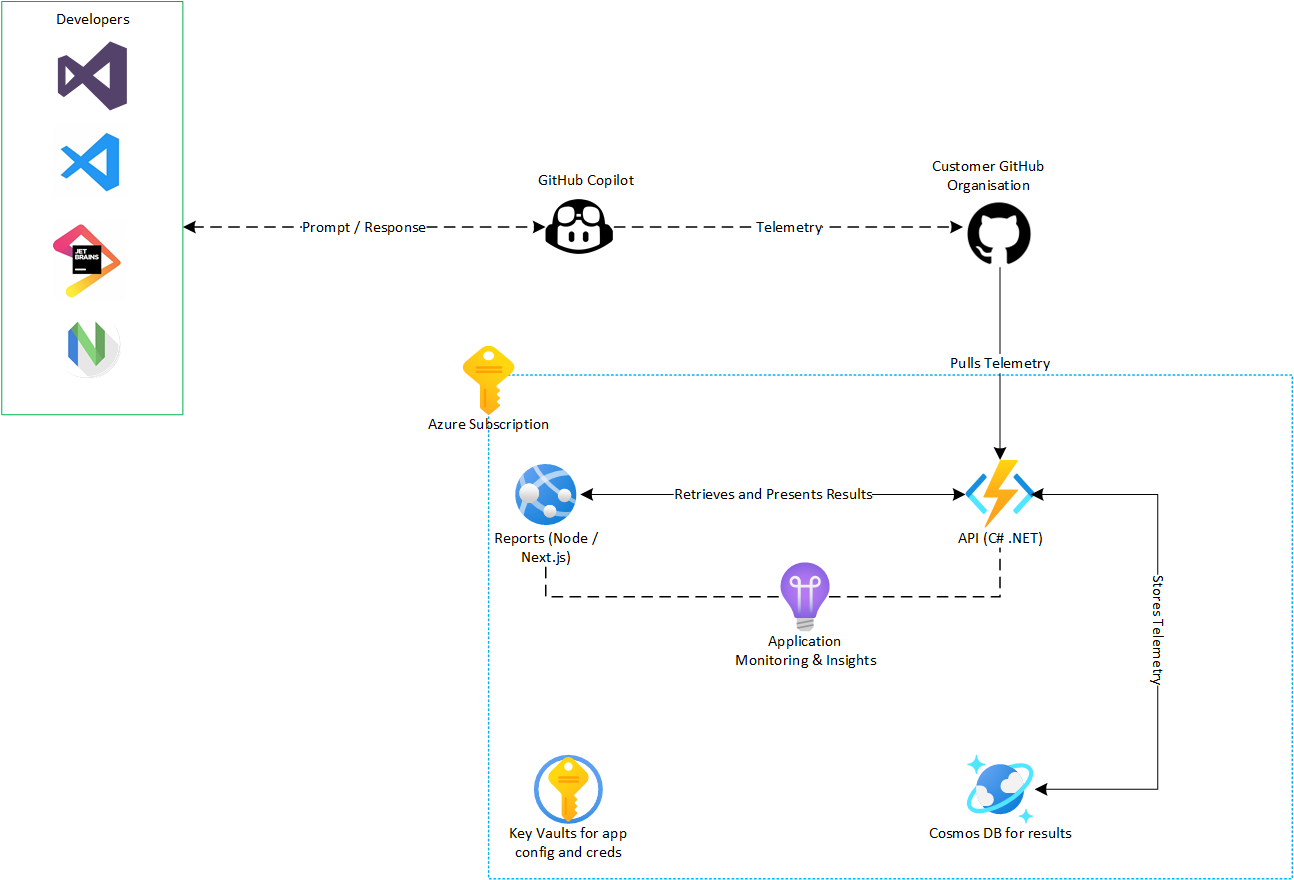 Developers
JET
BRAINS
GitHub Copilot
Customer GitHub
Organisation
Prompt / Response
Telemetry
Pulls Telemetry
Azure Subscription
Retrieves and Presents Results
Reports (Node /
Next.js)
API (C# .NET)
Application
Monitoring & Insights
Stores Telemetry
Key Vaults for app
config and creds
Cosmos DB for results